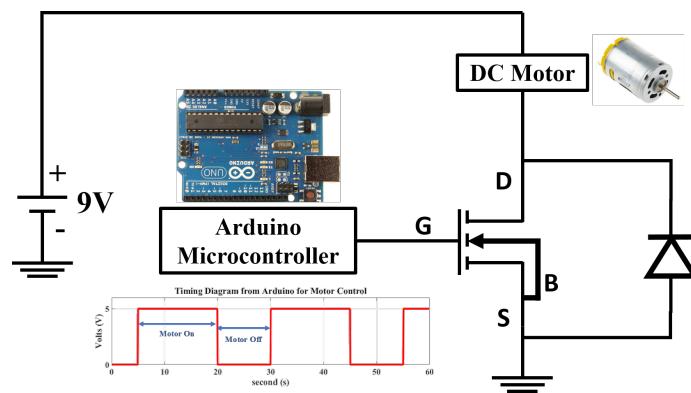 DC Motor
ARDUINO
UNO
+
9V
-
D
G
B
S
Arduino
Microcontroller
Timing Diagram from Arduino for Motor Control
Volts (V)
5
0
Motor On
Motor Off
0 10 20 30 40 50 60
second (s)